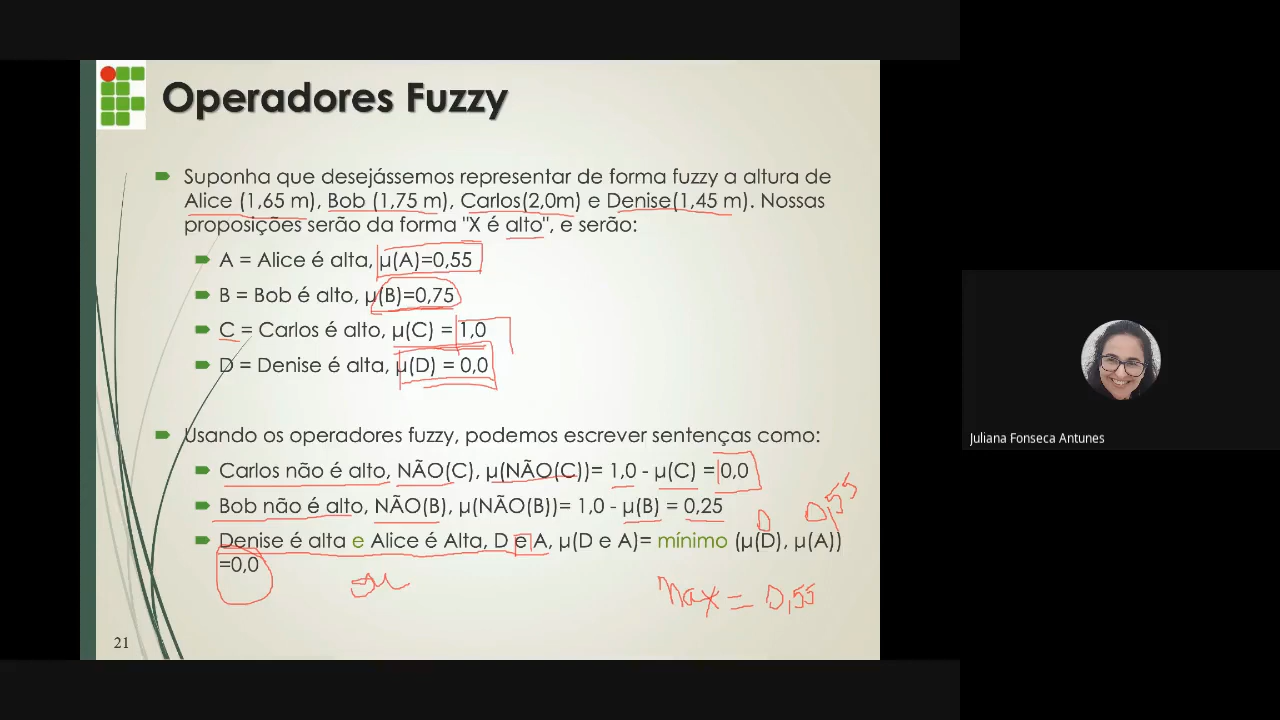 Operadores Fuzzy
Suponha que desejássemos representar de forma fuzzy a altura de
Alice (1,65 m), Bob (1,75 m), Carlos(2,0m) e Denise(1,45 m). Nossas
proposições serão da forma "X é alto", e serão:
A = Alice é alta, µ(A)=0,55
B = Bob é alto, µ(B)=0,75
C = Carlos é alto, µ(C) = 1,0
D = Denise é alta, µ(D) = 0,0
Usando os operadores fuzzy, podemos escrever sentenças como:
Carlos não é alto, NÃO(C), µ(NÃO(C))= 1,0 - µ(C) = 0,0
Bob não é alto, NÃO(B), µ(NÃO(B))= 1,0 - µ(B) = 0,25
0 0,55
Denise é alta e Alice é Alta, D e A, µ(D e A)= mínimo (µ(D), µ(A))
=0,0
ou
Max = 0,55
21
Juliana Fonseca Antunes